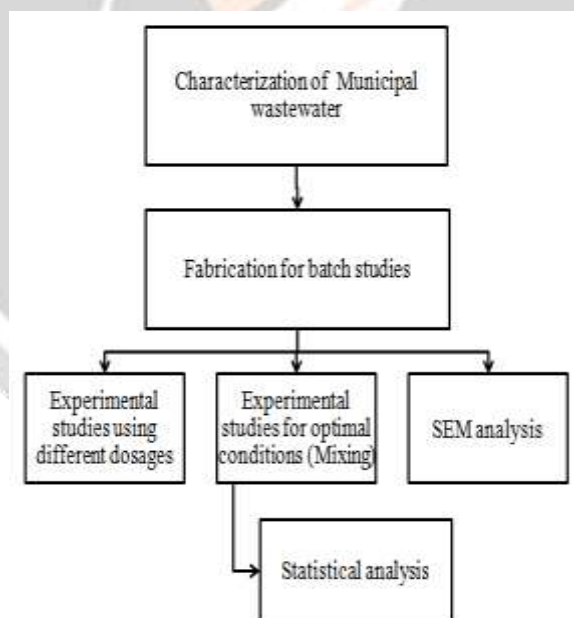 Characterization of Municipal
wastewater
Fabrication for batch studies
Experimental
studies using
different dosages
Experimental
studies for optimal
conditions (Mixing)
SEM analysis
Statistical analysis